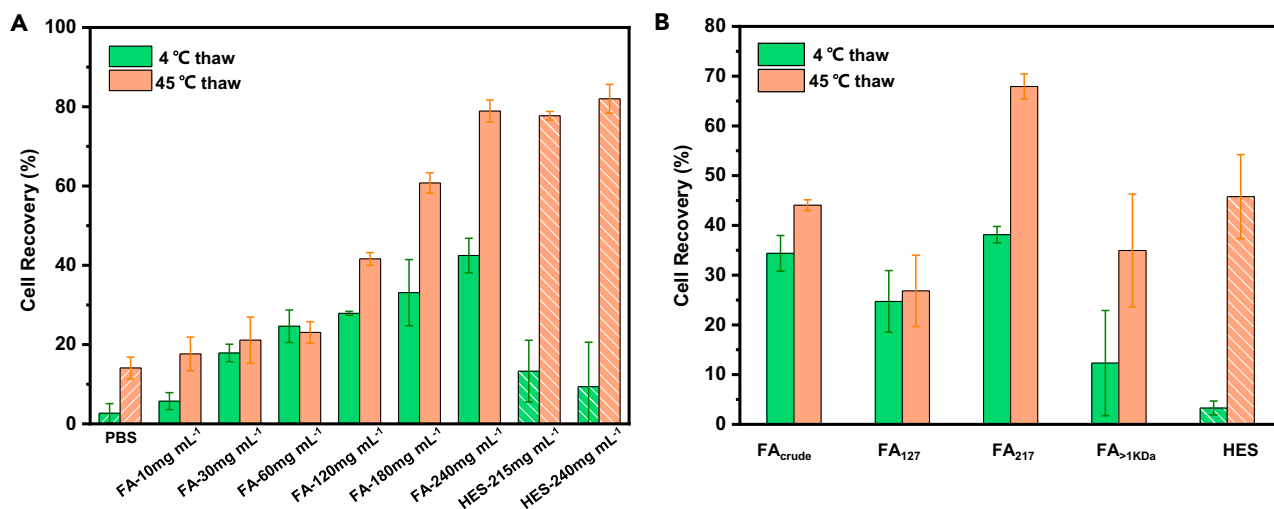 A
Cell Recovery (%)
100
80
60
40
20
0
4 ℃ thaw
45 ℃ thaw
PBS
FA-10mg mL⁻¹
FA-30mg mL⁻¹
FA-60mg mL⁻¹
FA-120mg mL⁻¹
FA-180mg mL⁻¹
FA-240mg mL⁻¹
HES-215mg mL⁻¹
HES-240mg mL⁻¹
B
Cell Recovery (%)
80
70
60
50
40
30
20
10
0
4 ℃ thaw
45 ℃ thaw
FAcrude
FA127
FA217
FA>1KDa
HES